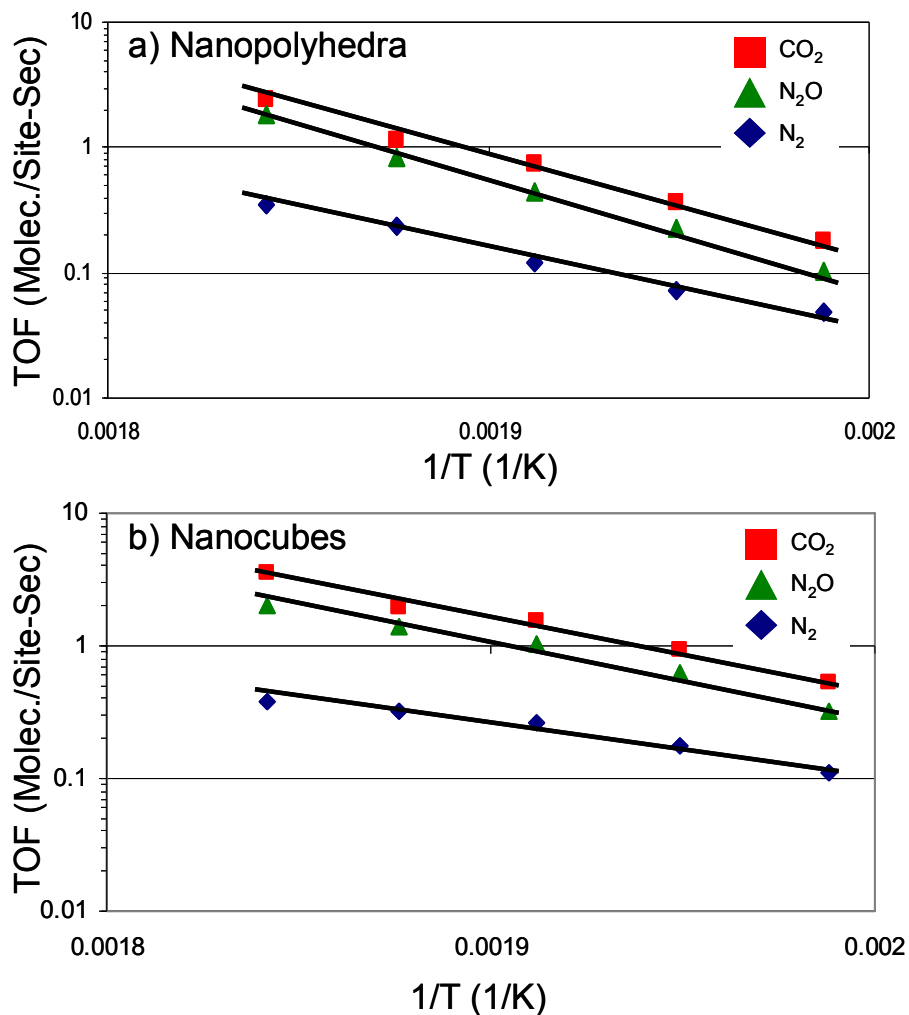 a) Nanopolyhedra
CO₂
N₂O
N₂
TOF (Molec./Site-Sec)
10
1
0.1
0.01
0.0018
0.0019
0.002
1/T (1/K)
b) Nanocubes
CO₂
N₂O
N₂
TOF (Molec./Site-Sec)
10
1
0.1
0.01
0.0018
0.0019
0.002
1/T (1/K)